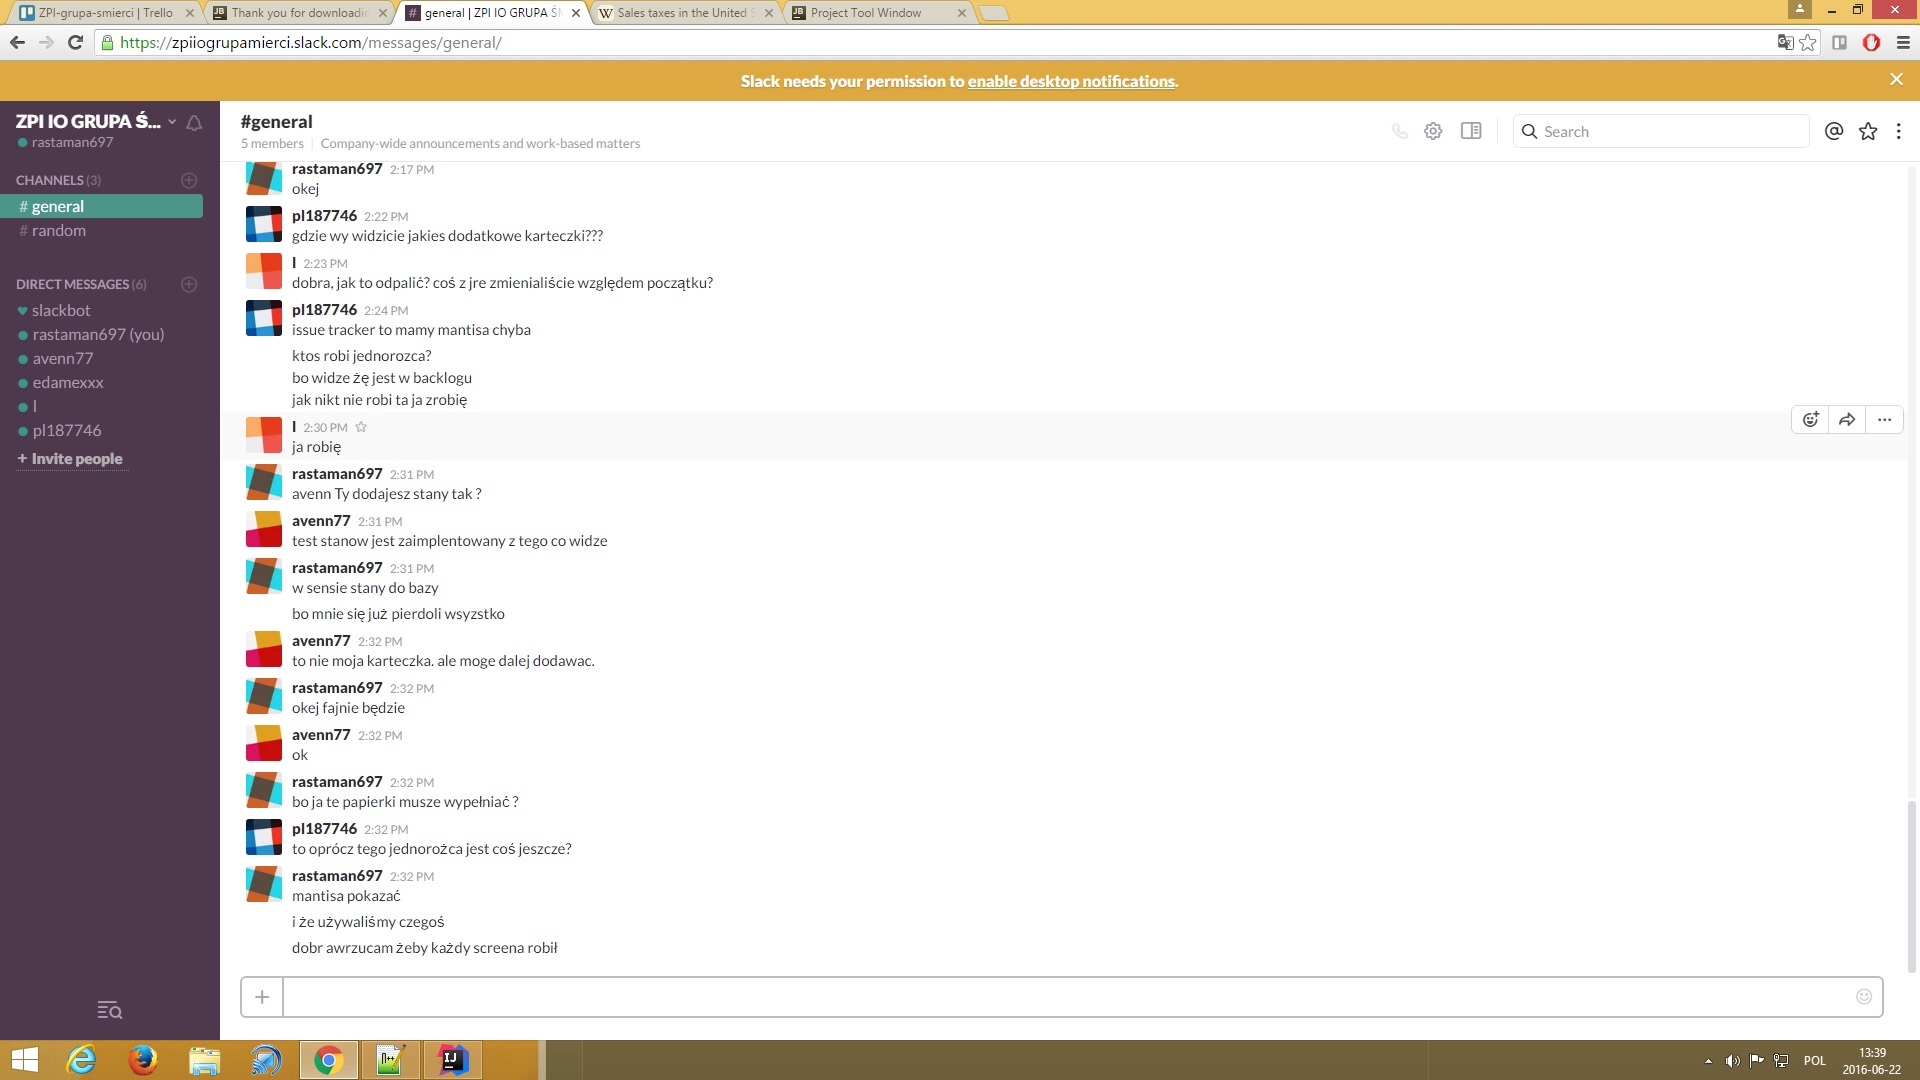 ZPI-grupa-smierci | Trello
Thank you for downloadin
general | ZPI IO GRUPA Ś
Sales taxes in the United S
Project Tool Window
https://zpiiogrupamierci.slack.com/messages/general/
Slack needs your permission to enable desktop notifications.
ZPI IO GRUPA Ś...
rastaman697
CHANNELS (3)
# general
# random
DIRECT MESSAGES (6)
slackbot
rastaman697 (you)
avenn77
edamexxx
l
pl187746
+ Invite people
#general
5 members | Company-wide announcements and work-based matters
Search
rastaman697 2:17 PM
okej
pl187746 2:22 PM
gdzie wy widzicie jakies dodatkowe karteczki???
l 2:23 PM
dobra, jak to odpalić? coś z jre zmienialiście względem początku?
pl187746 2:24 PM
issue tracker to mamy mantisa chyba
ktos robi jednorozca?
bo widze żę jest w backlogu
jak nikt nie robi ta ja zrobię
l 2:30 PM
ja robię
rastaman697 2:31 PM
avenn Ty dodajesz stany tak ?
avenn77 2:31 PM
test stanow jest zaimplentowany z tego co widze
rastaman697 2:31 PM
w sensie stany do bazy
bo mnie się już pierdoli wsyzstko
avenn77 2:32 PM
to nie moja karteczka. ale moge dalej dodawac.
rastaman697 2:32 PM
okej fajnie będzie
avenn77 2:32 PM
ok
rastaman697 2:32 PM
bo ja te papierki musze wypełniać ?
pl187746 2:32 PM
to oprócz tego jednorożca jest coś jeszcze?
rastaman697 2:32 PM
mantisa pokazać
i że używaliśmy czegoś
dobr awrzucam żeby każdy screena robił
POL
13:39
2016-06-22